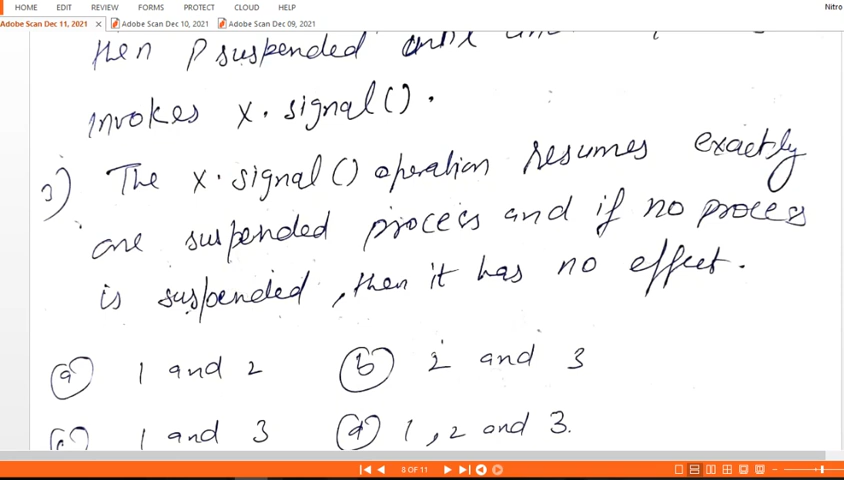 HOME EDIT REVIEW FORMS PROTECT CLOUD HELP Nitro
Adobe Scan Dec 11, 2021 × Adobe Scan Dec 10, 2021 Adobe Scan Dec 09, 2021
then P suspended until
invokes x.signal().
3) The x.signal() operation resumes exactly
one suspended process and if no process
is suspended, then it has no effect.
(a) 1 and 2 (b) 2 and 3
(c) 1 and 3 (d) 1, 2 and 3.
8 OF 11